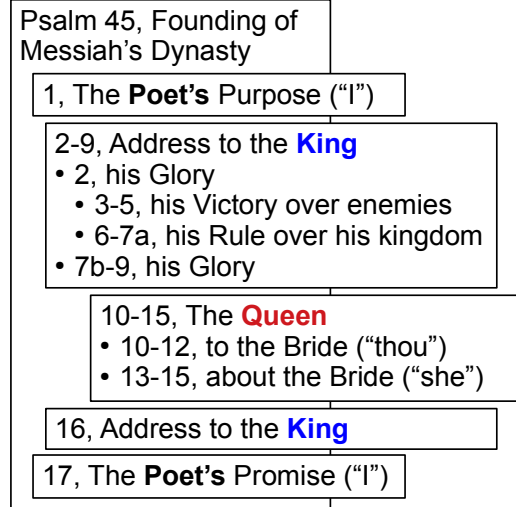 Psalm 45, Founding of
Messiah’s Dynasty
1, The Poet’s Purpose (“I”)
2-9, Address to the King
• 2, his Glory
• 3-5, his Victory over enemies
• 6-7a, his Rule over his kingdom
• 7b-9, his Glory
10-15, The Queen
• 10-12, to the Bride (“thou”)
• 13-15, about the Bride (“she”)
16, Address to the King
17, The Poet’s Promise (“I”)